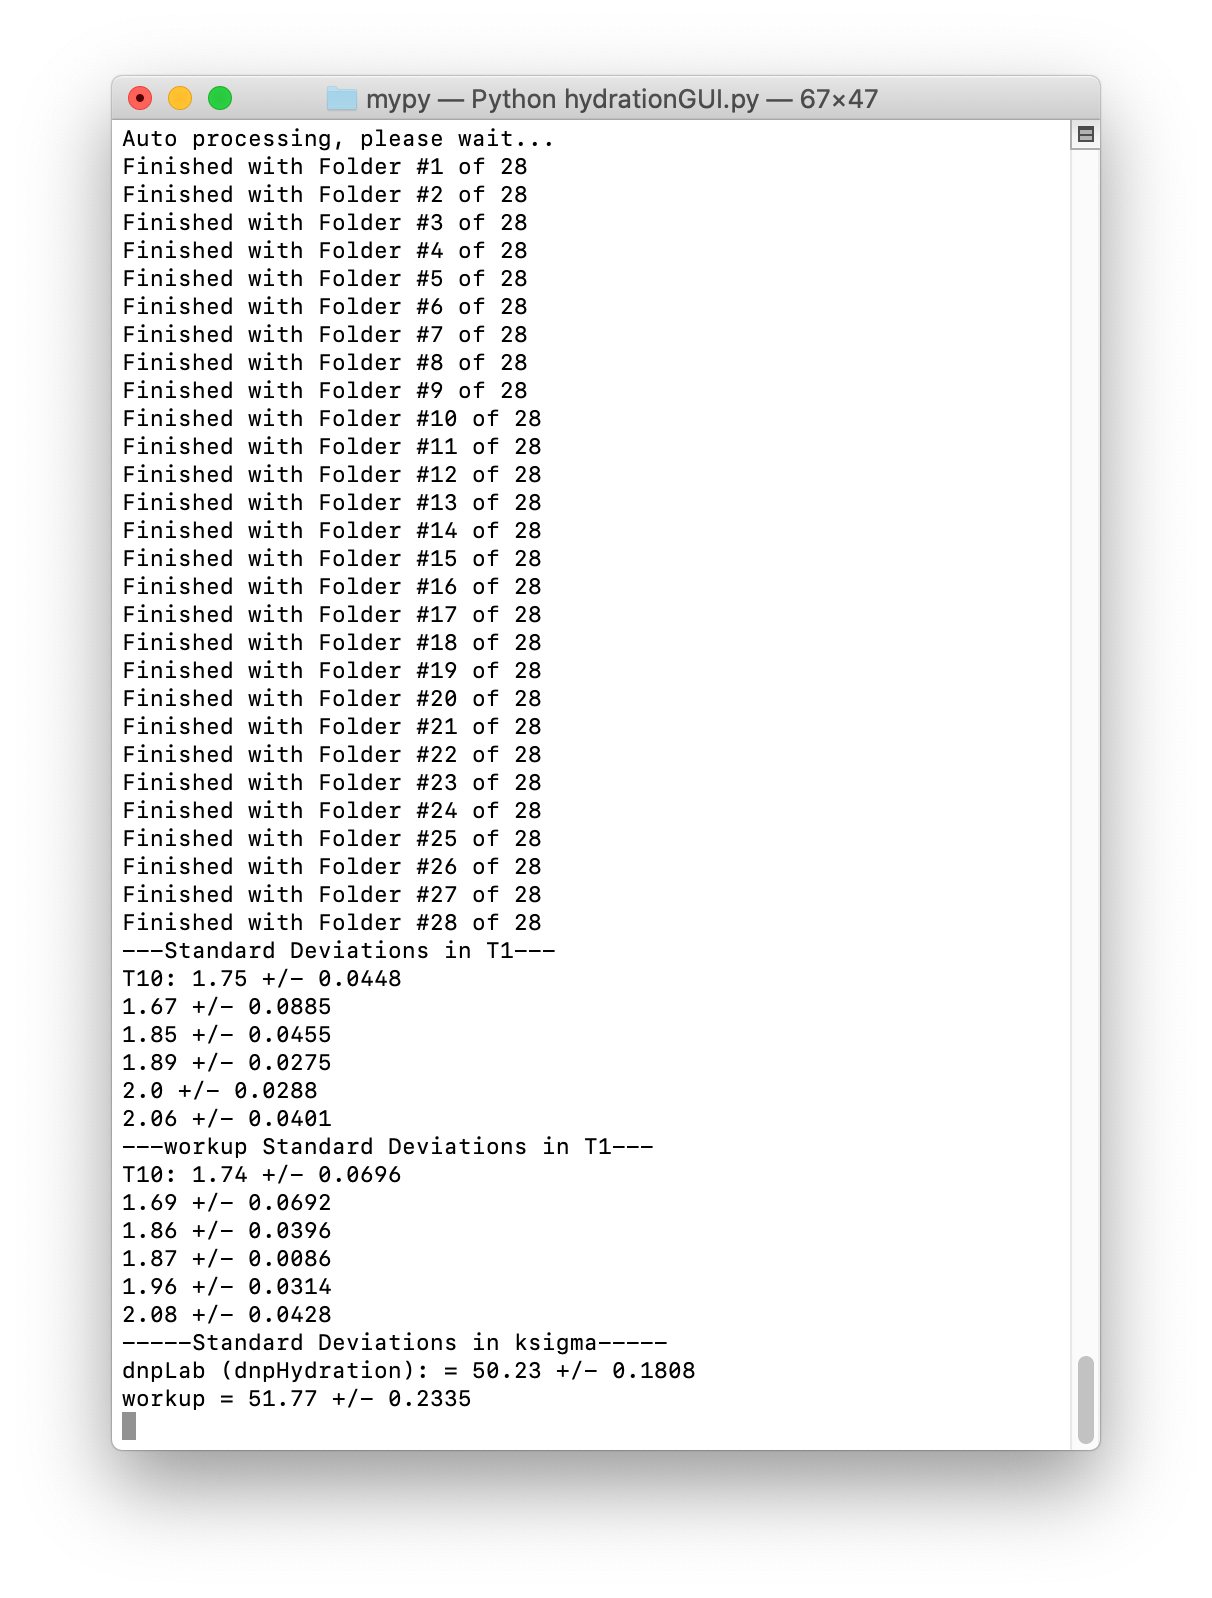 mypy — Python hydrationGUI.py — 67×47
Auto processing, please wait...
Finished with Folder #1 of 28
Finished with Folder #2 of 28
Finished with Folder #3 of 28
Finished with Folder #4 of 28
Finished with Folder #5 of 28
Finished with Folder #6 of 28
Finished with Folder #7 of 28
Finished with Folder #8 of 28
Finished with Folder #9 of 28
Finished with Folder #10 of 28
Finished with Folder #11 of 28
Finished with Folder #12 of 28
Finished with Folder #13 of 28
Finished with Folder #14 of 28
Finished with Folder #15 of 28
Finished with Folder #16 of 28
Finished with Folder #17 of 28
Finished with Folder #18 of 28
Finished with Folder #19 of 28
Finished with Folder #20 of 28
Finished with Folder #21 of 28
Finished with Folder #22 of 28
Finished with Folder #23 of 28
Finished with Folder #24 of 28
Finished with Folder #25 of 28
Finished with Folder #26 of 28
Finished with Folder #27 of 28
Finished with Folder #28 of 28
---Standard Deviations in T1---
T10: 1.75 +/- 0.0448
1.67 +/- 0.0885
1.85 +/- 0.0455
1.89 +/- 0.0275
2.0 +/- 0.0288
2.06 +/- 0.0401
---workup Standard Deviations in T1---
T10: 1.74 +/- 0.0696
1.69 +/- 0.0692
1.86 +/- 0.0396
1.87 +/- 0.0086
1.96 +/- 0.0314
2.08 +/- 0.0428
-----Standard Deviations in ksigma-----
dnpLab (dnpHydration): = 50.23 +/- 0.1808
workup = 51.77 +/- 0.2335